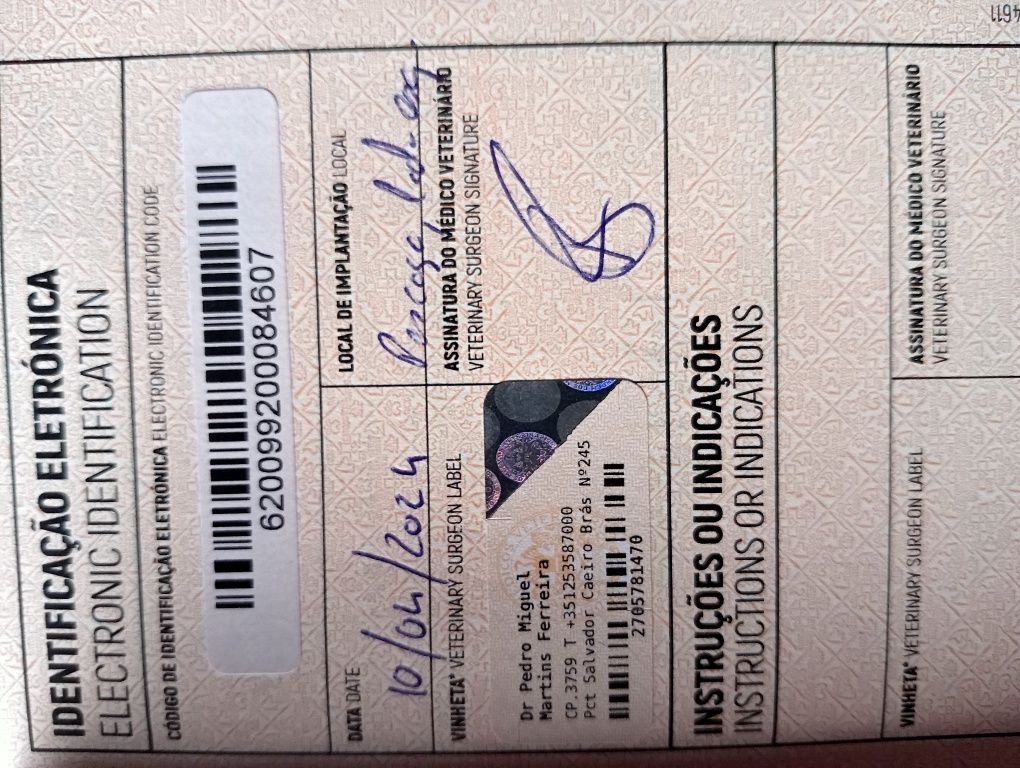 4611
IDENTIFICAÇÃO ELETRÓNICA
ELECTRONIC IDENTIFICATION
CÓDIGO DE IDENTIFICAÇÃO ELETRÓNICA ELECTRONIC IDENTIFICATION CODE
620099200084607
DATA DATE
10/04/2024
LOCAL DE IMPLANTAÇÃO LOCAL
VINHETA* VETERINARY SURGEON LABEL
Dr Pedro Miguel
Martins Ferreira
CP.3759 T +351253587000
Pct Salvador Caeiro Brás Nº245
2705781470
ASSINATURA DO MÉDICO VETERINÁRIO
VETERINARY SURGEON SIGNATURE
INSTRUÇÕES OU INDICAÇÕES
INSTRUCTIONS OR INDICATIONS
VINHETA* VETERINARY SURGEON LABEL
ASSINATURA DO MÉDICO VETERINÁRIO
VETERINARY SURGEON SIGNATURE